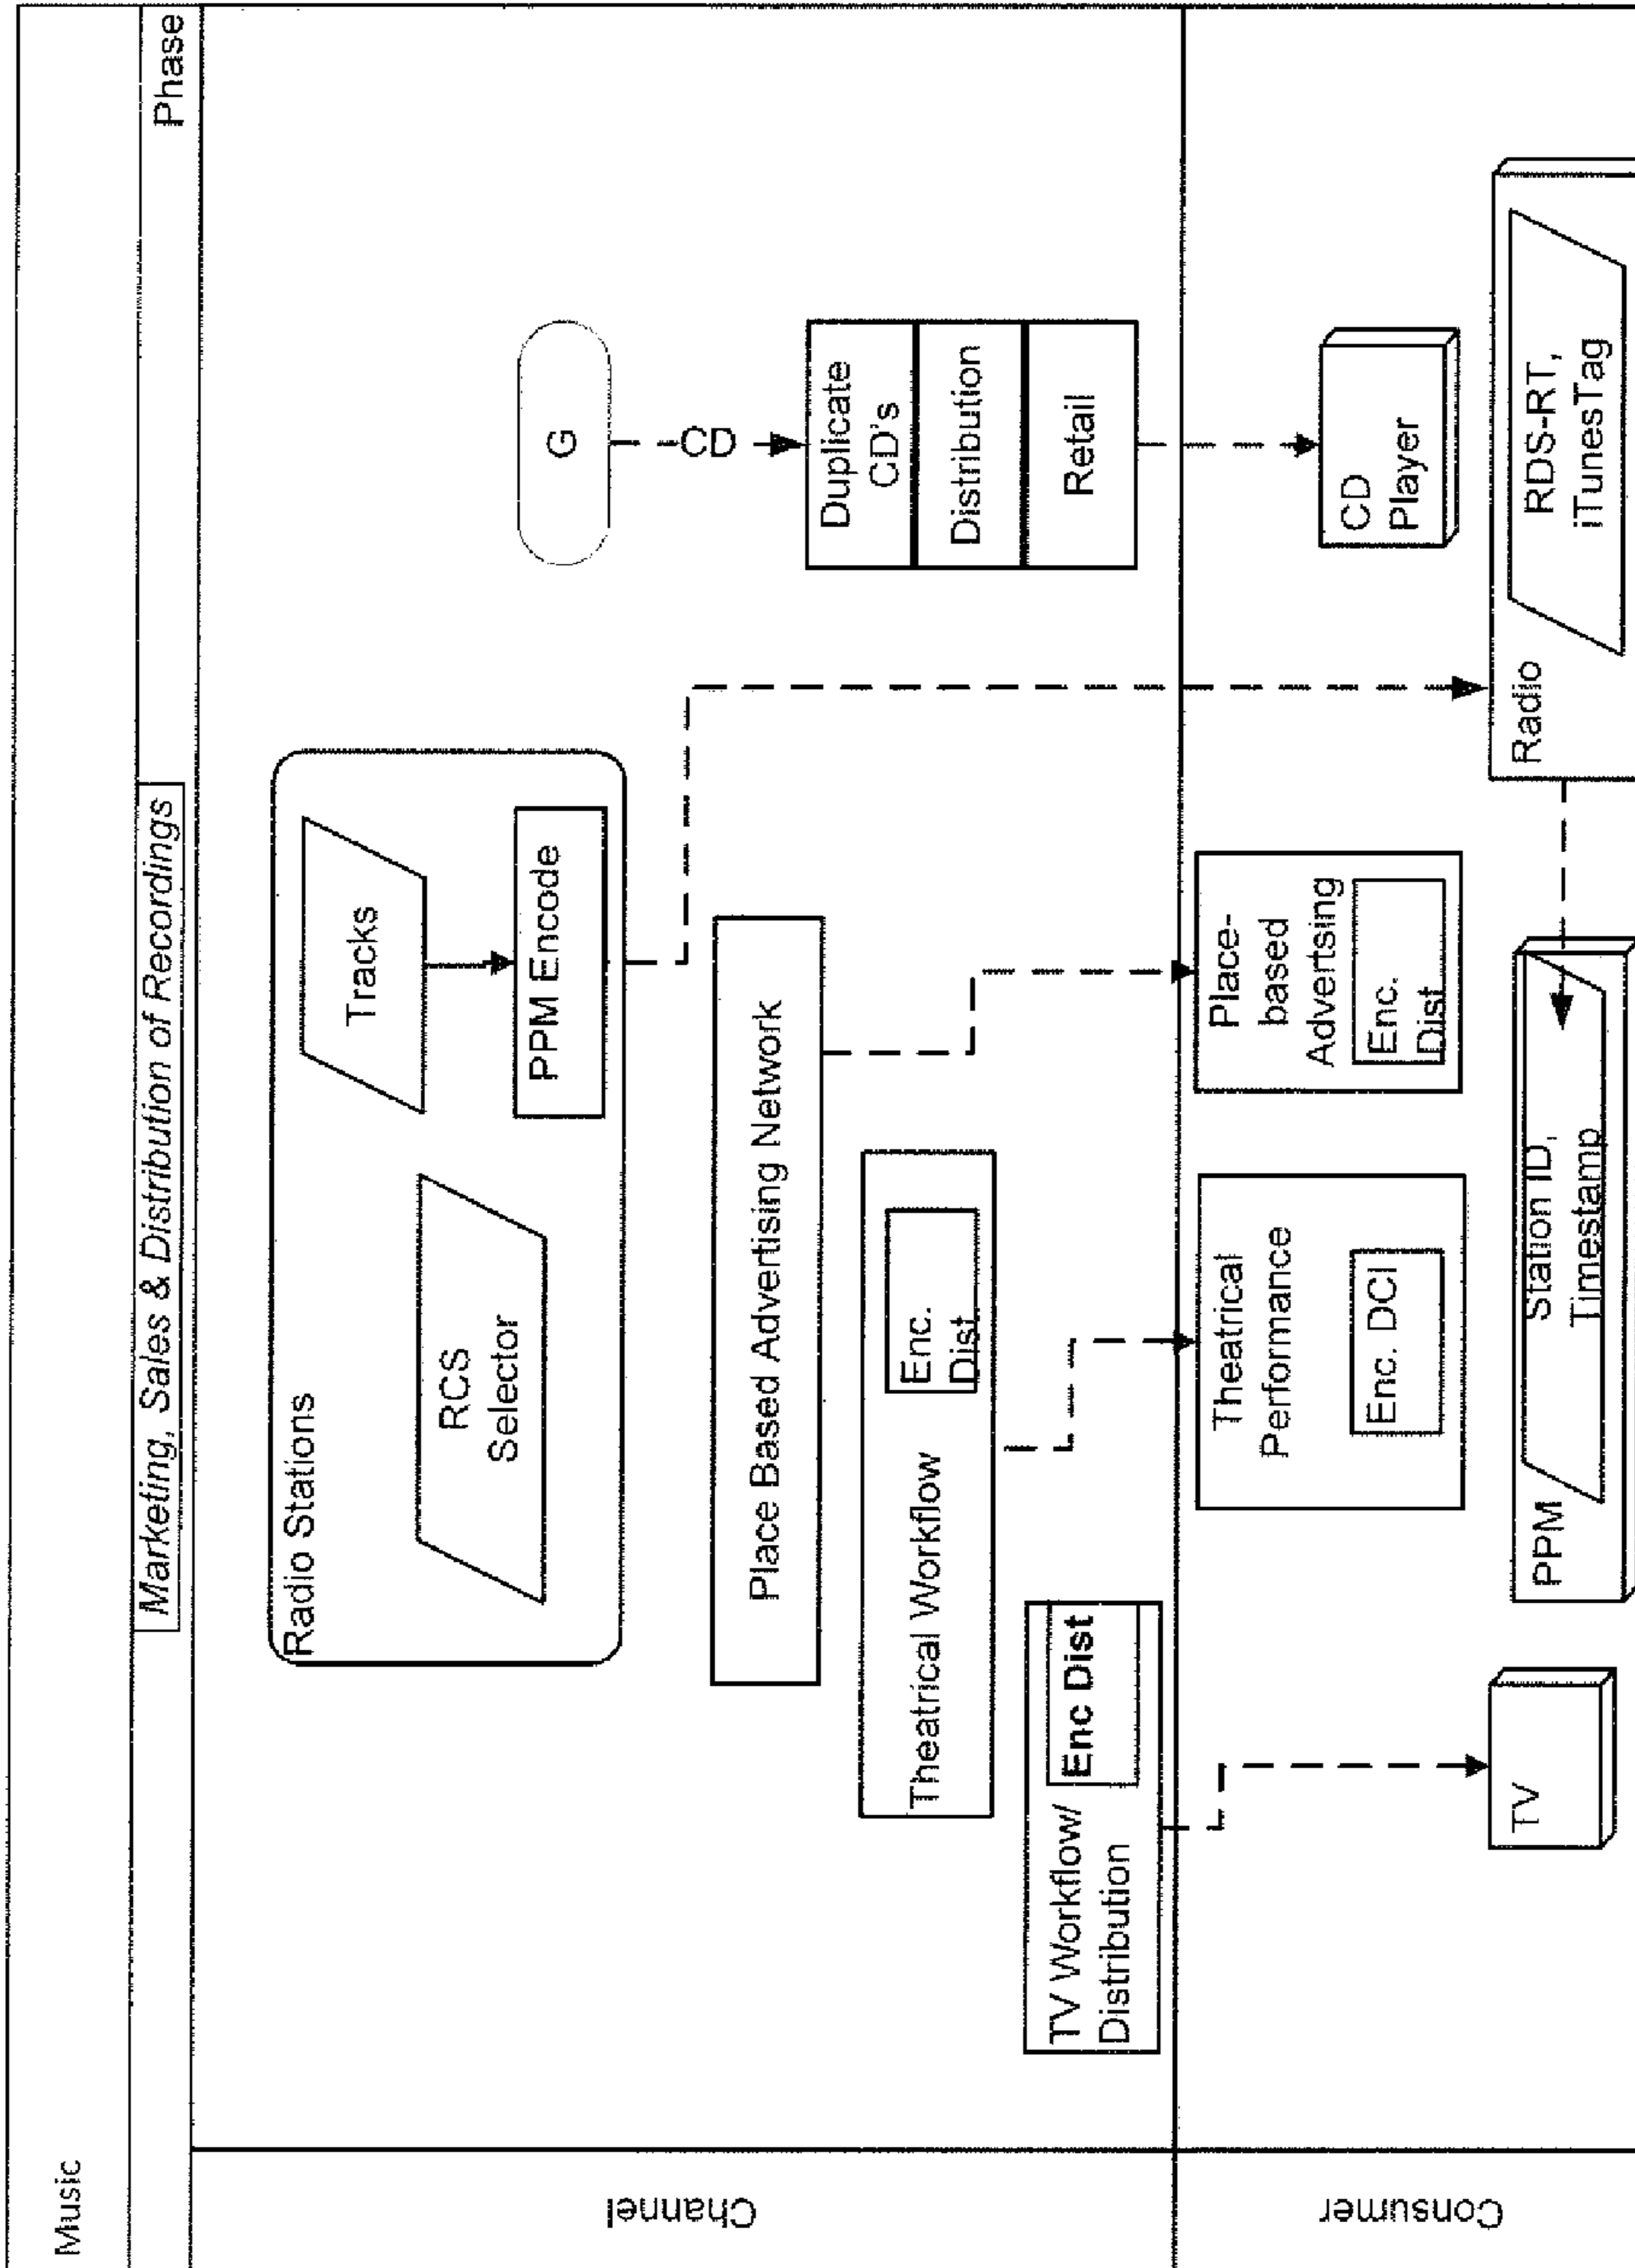 Music
Marketing, Sales & Distribution of Recordings
Phase
Channel
Radio Stations
RCS
Selector
Tracks
PPM Encode
G
CD
Duplicate
CD's
Distribution
Retail
Place Based Advertising Network
Theatrical Workflow
Enc.
Dist.
TV Workflow/
Distribution
Enc Dist
Consumer
Theatrical
Performance
Enc. DCI
Place-
based
Advertsing
Enc.
Dist
CD
Player
TV
PPM
Station ID,
Timestamp
Radio
RDS-RT,
iTunesTag